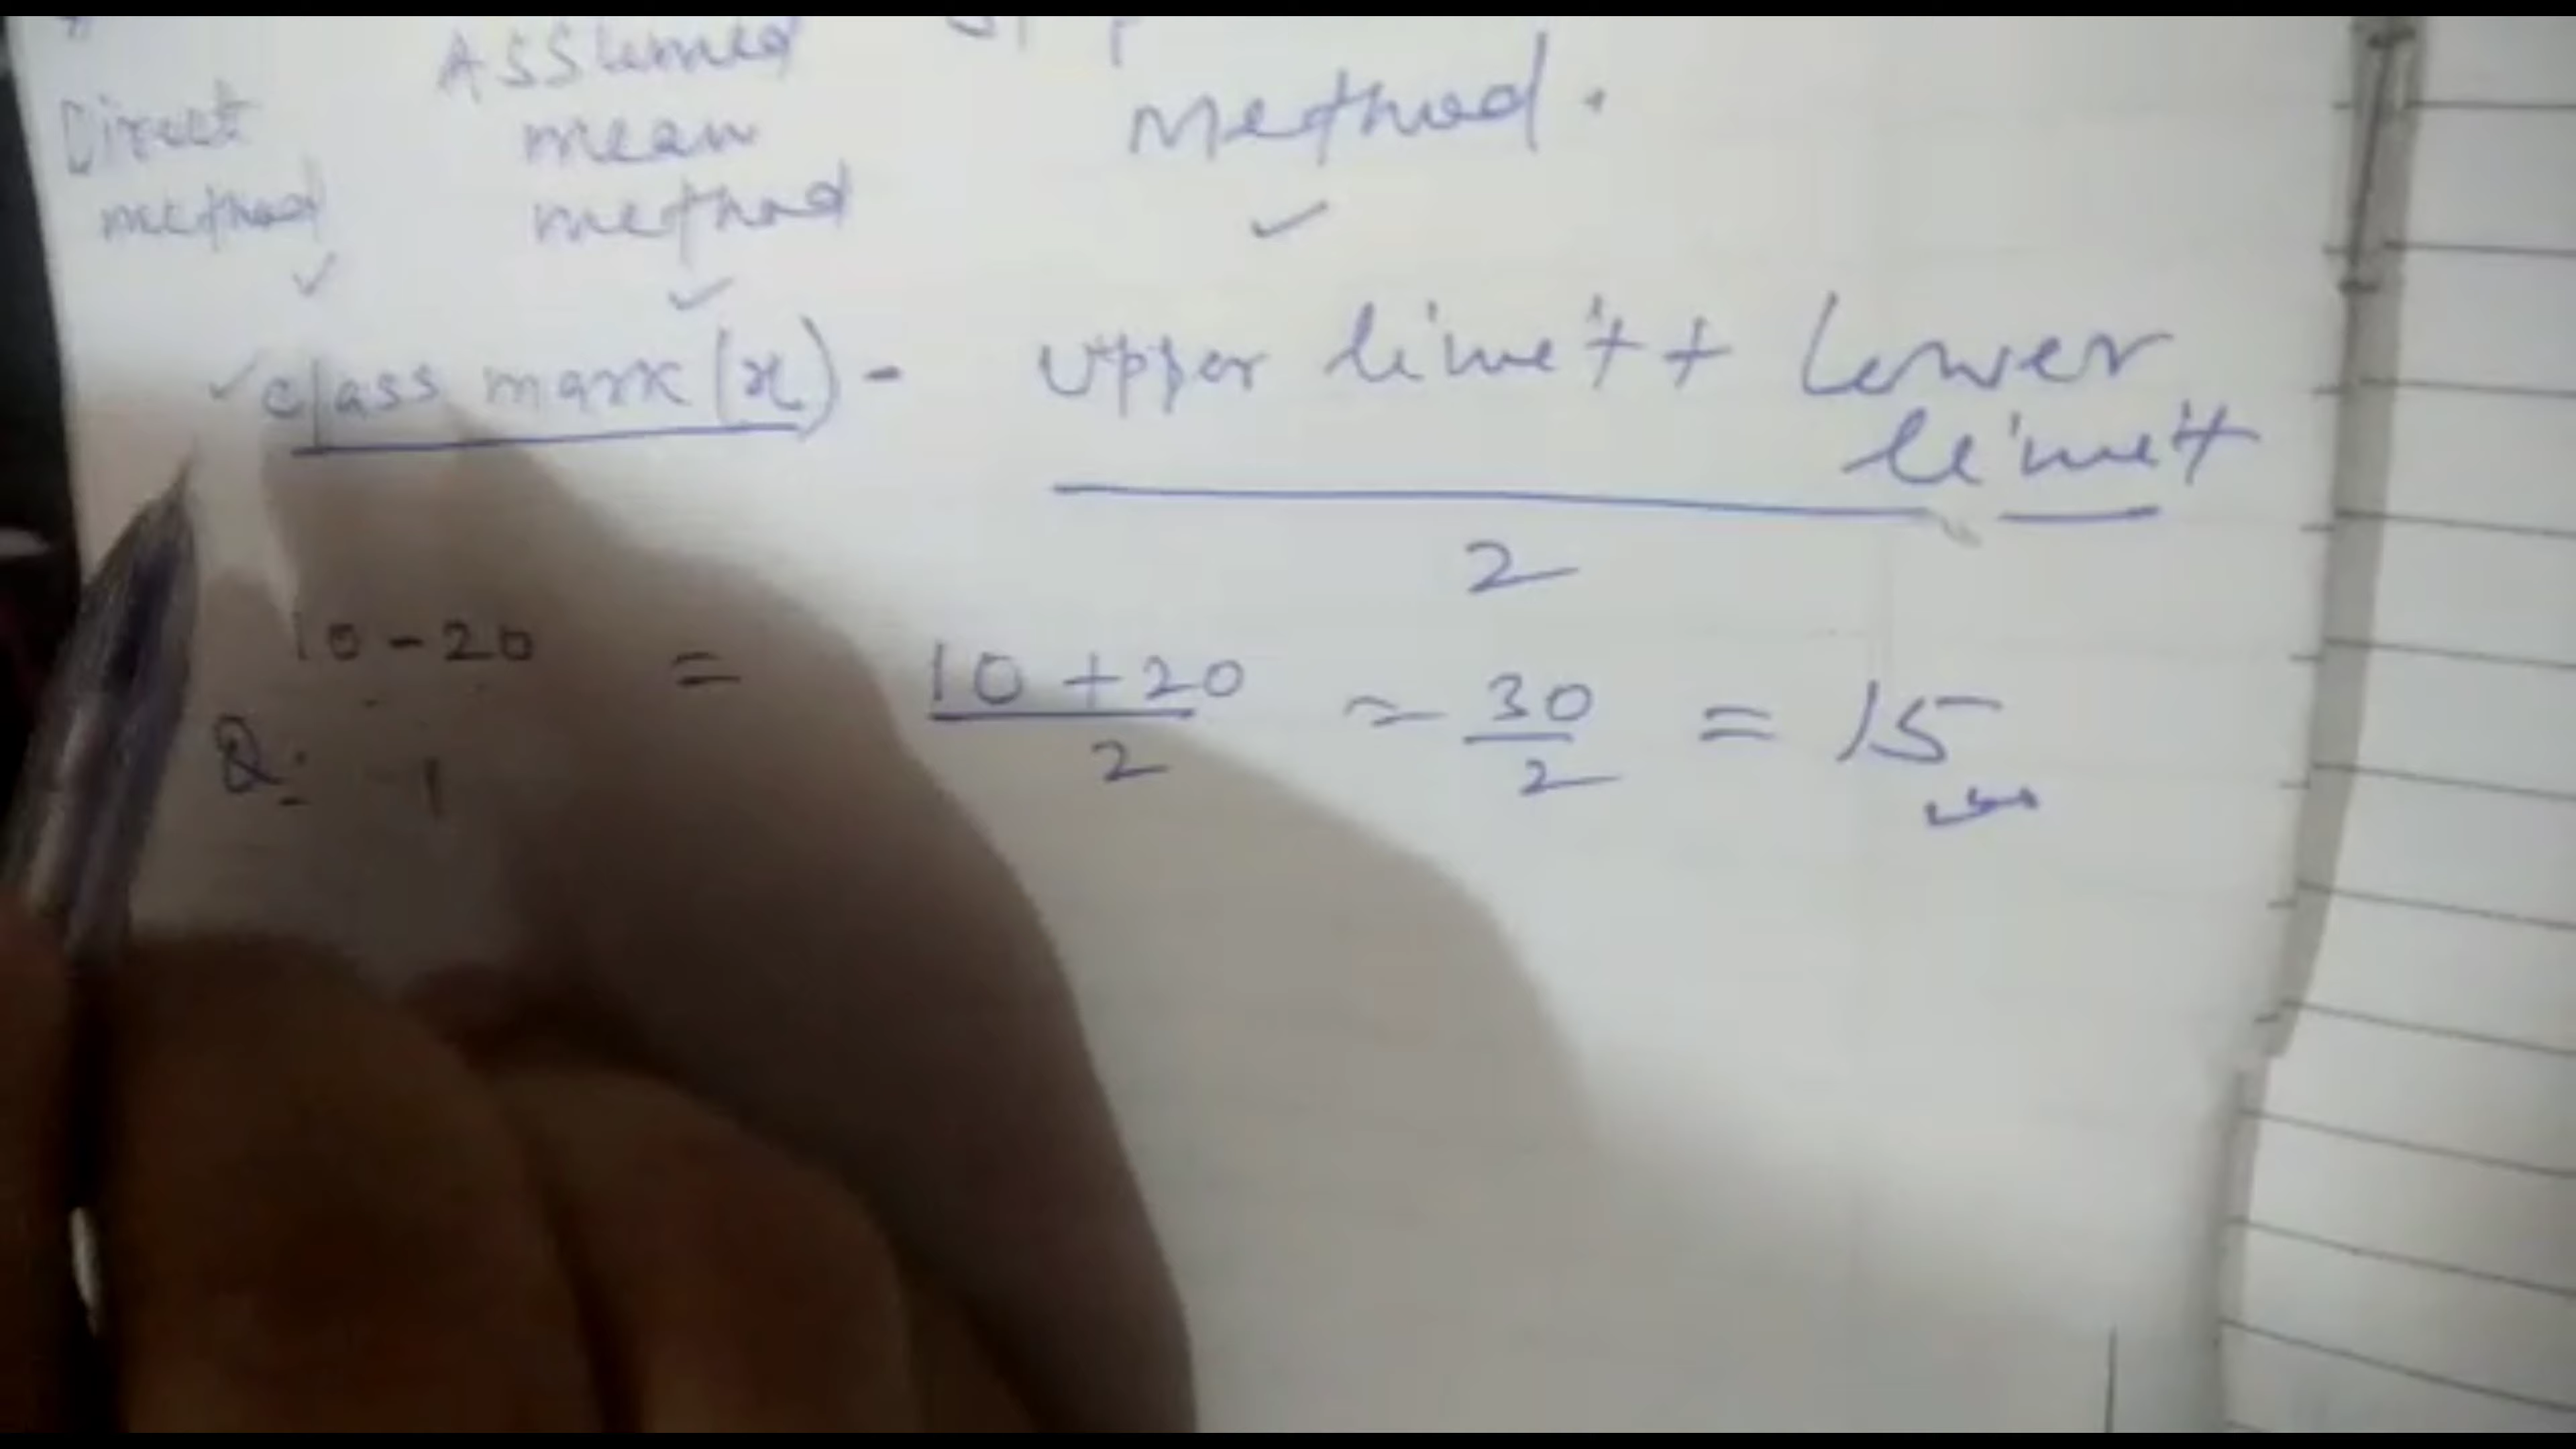 Assumed
Direct mean Method.
method method
class mark (x) - upper limit + Lower
limit
2
10-20 = 10 + 20 = 30 = 15
2 2
Q.